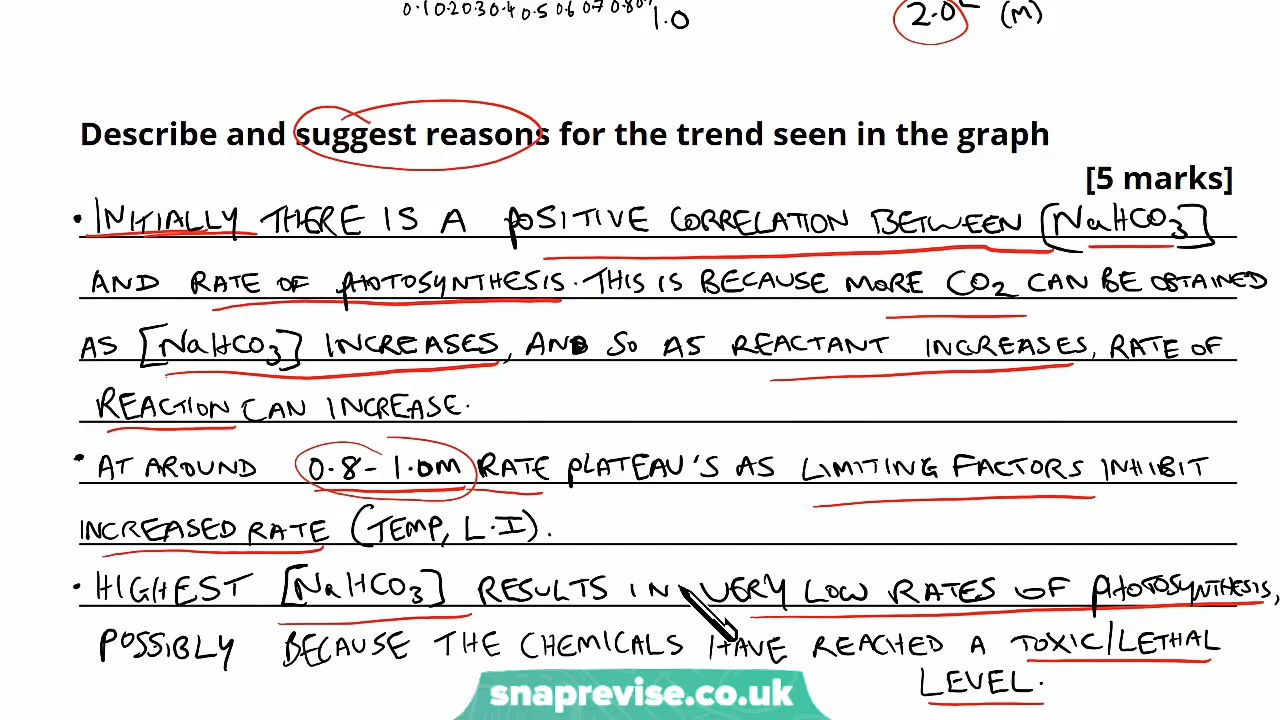 0.1 0.2 0.3 0.4 0.5 0.6 0.7 0.8 1.0 2.0 (M)
Describe and suggest reasons for the trend seen in the graph
[5 marks]
• INITIALLY THERE IS A POSITIVE CORRELATION BETWEEN [NaHCO3]
AND RATE OF PHOTOSYNTHESIS. THIS IS BECAUSE MORE CO2 CAN BE OBTAINED
AS [NaHCO3] INCREASES, AND SO AS REACTANT INCREASES, RATE OF
REACTION CAN INCREASE.
• AT AROUND 0.8-1.0M RATE PLATEAU'S AS LIMITING FACTORS INHIBIT
INCREASED RATE (TEMP, L.I).
• HIGHEST [NaHCO3] RESULTS IN VERY LOW RATES OF PHOTOSYNTHESIS,
POSSIBLY BECAUSE THE CHEMICALS HAVE REACHED A TOXIC/LETHAL
LEVEL.
snaprevise.co.uk